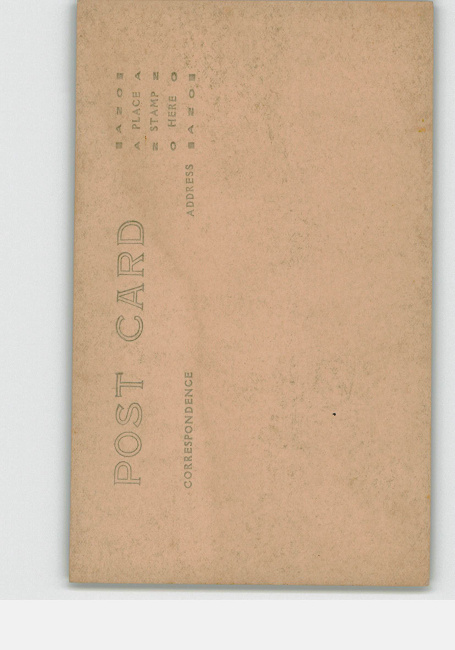 POST CARD
A Z O
A PLACE A
Z STAMP Z
O HERE O
A Z O
CORRESPONDENCE
ADDRESS